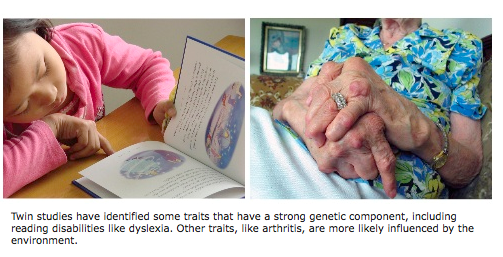 Twin studies have identified some traits that have a strong genetic component, including
reading disabilities like dyslexia. Other traits, like arthritis, are more likely influenced by the
environment.